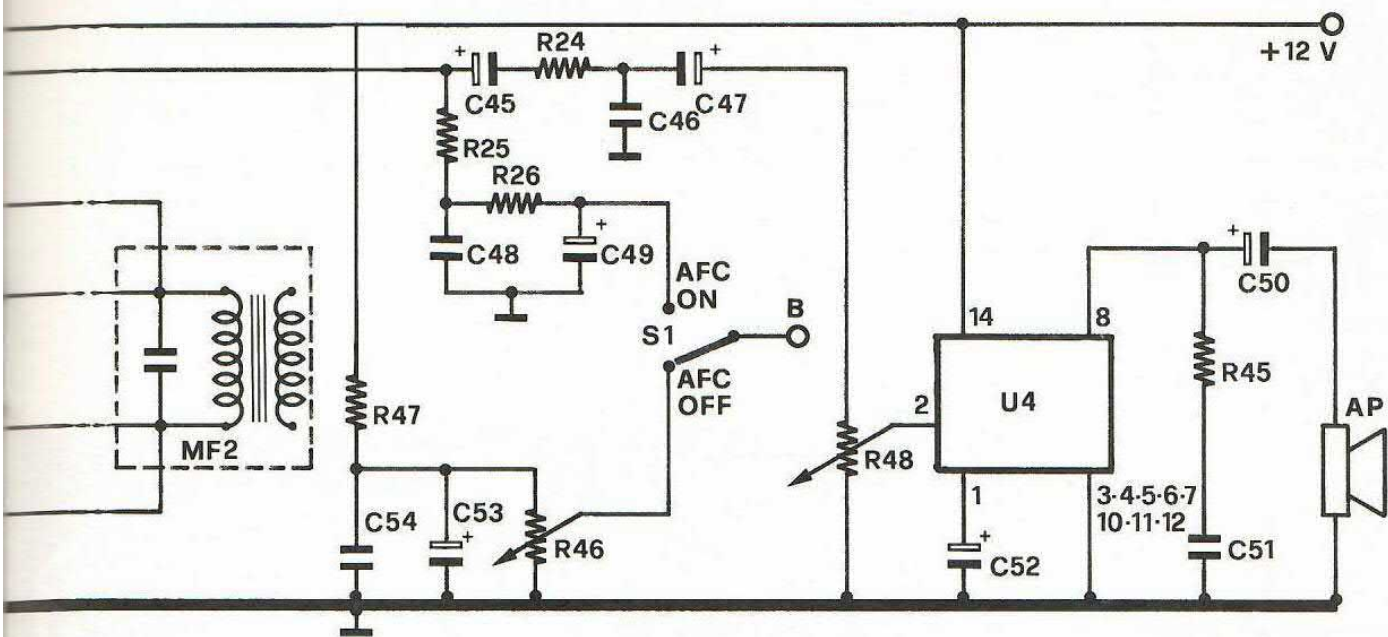 +12 V
+
R24
+
C45
C47
C46
R25
R26
+
C48
C49
AFC
ON
B
S1
AFC
OFF
14
8
+
C50
R45
U4
AP
MF2
R47
2
R48
1
3·4·5·6·7
10·11·12
C54
C53
+
R46
+
C52
C51